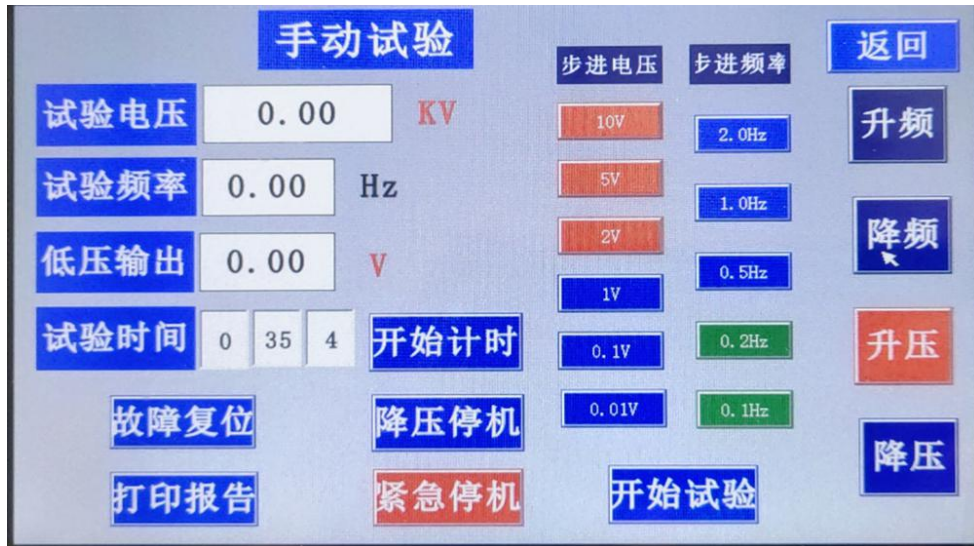 手动试验
返回
步进电压
步进频率
试验电压 0.00 KV
10V
2.0Hz
升频
试验频率 0.00 Hz
5V
1.0Hz
2V
降频
低压输出 0.00 V
0.5Hz
1V
试验时间 0 35 4 开始计时
0.1V
0.2Hz
升压
故障复位
降压停机
0.01V
0.1Hz
降压
打印报告
紧急停机
开始试验